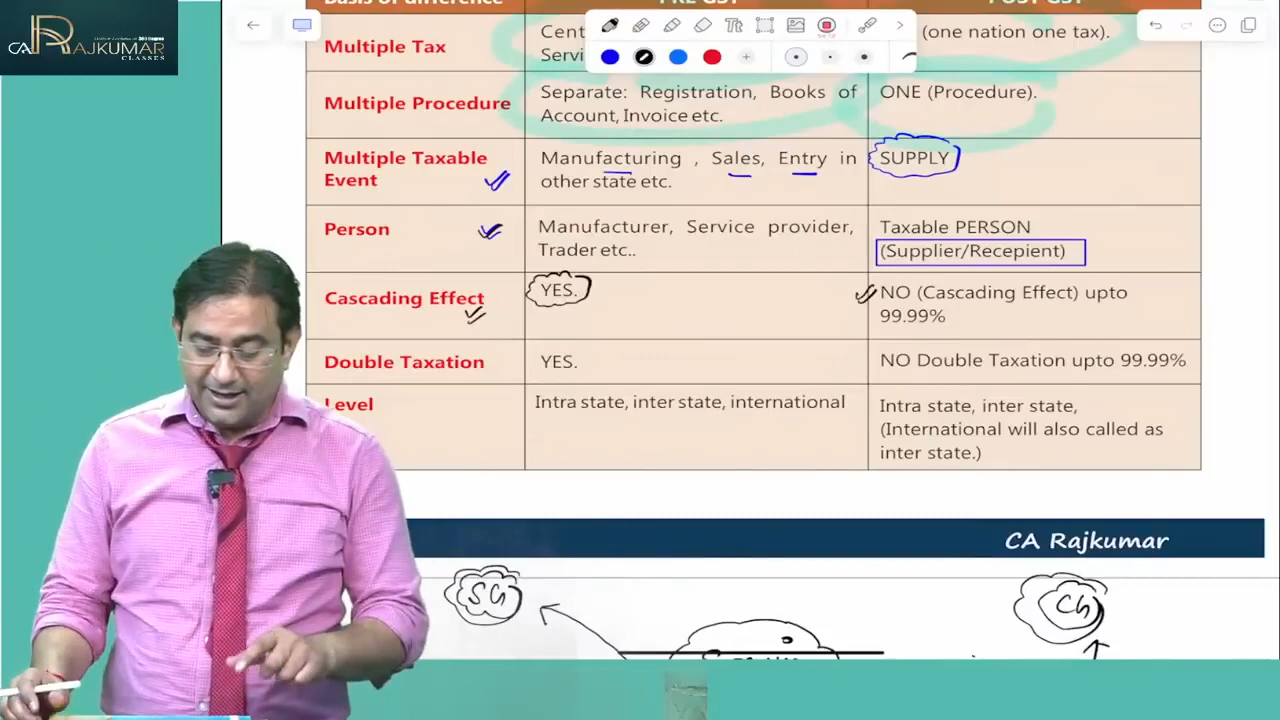 CA RAJKUMAR
CLASSES
Multiple Tax
Cent
Servi
(one nation one tax).
Multiple Procedure
Separate: Registration, Books of
Account, Invoice etc.
ONE (Procedure).
Multiple Taxable
Event
Manufacturing , Sales, Entry in
other state etc.
SUPPLY
Person
Manufacturer, Service provider,
Trader etc..
Taxable PERSON
(Supplier/Recepient)
Cascading Effect
YES.
NO (Cascading Effect) upto
99.99%
Double Taxation
YES.
NO Double Taxation upto 99.99%
Level
Intra state, inter state, international
Intra state, inter state,
(International will also called as
inter state.)
CA Rajkumar
SG
CG